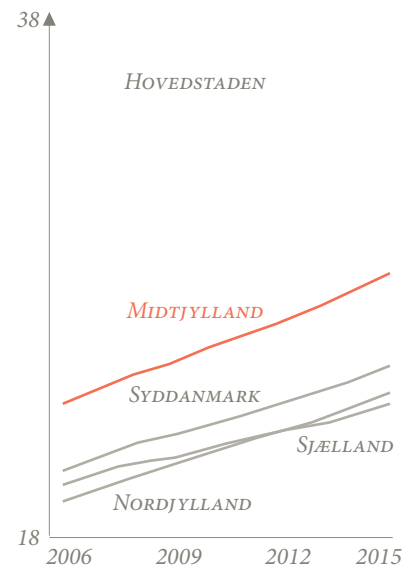 38
Hovedstaden
Midtjylland
Syddanmark
Sjælland
Nordjylland
18
2006 2009 2012 2015